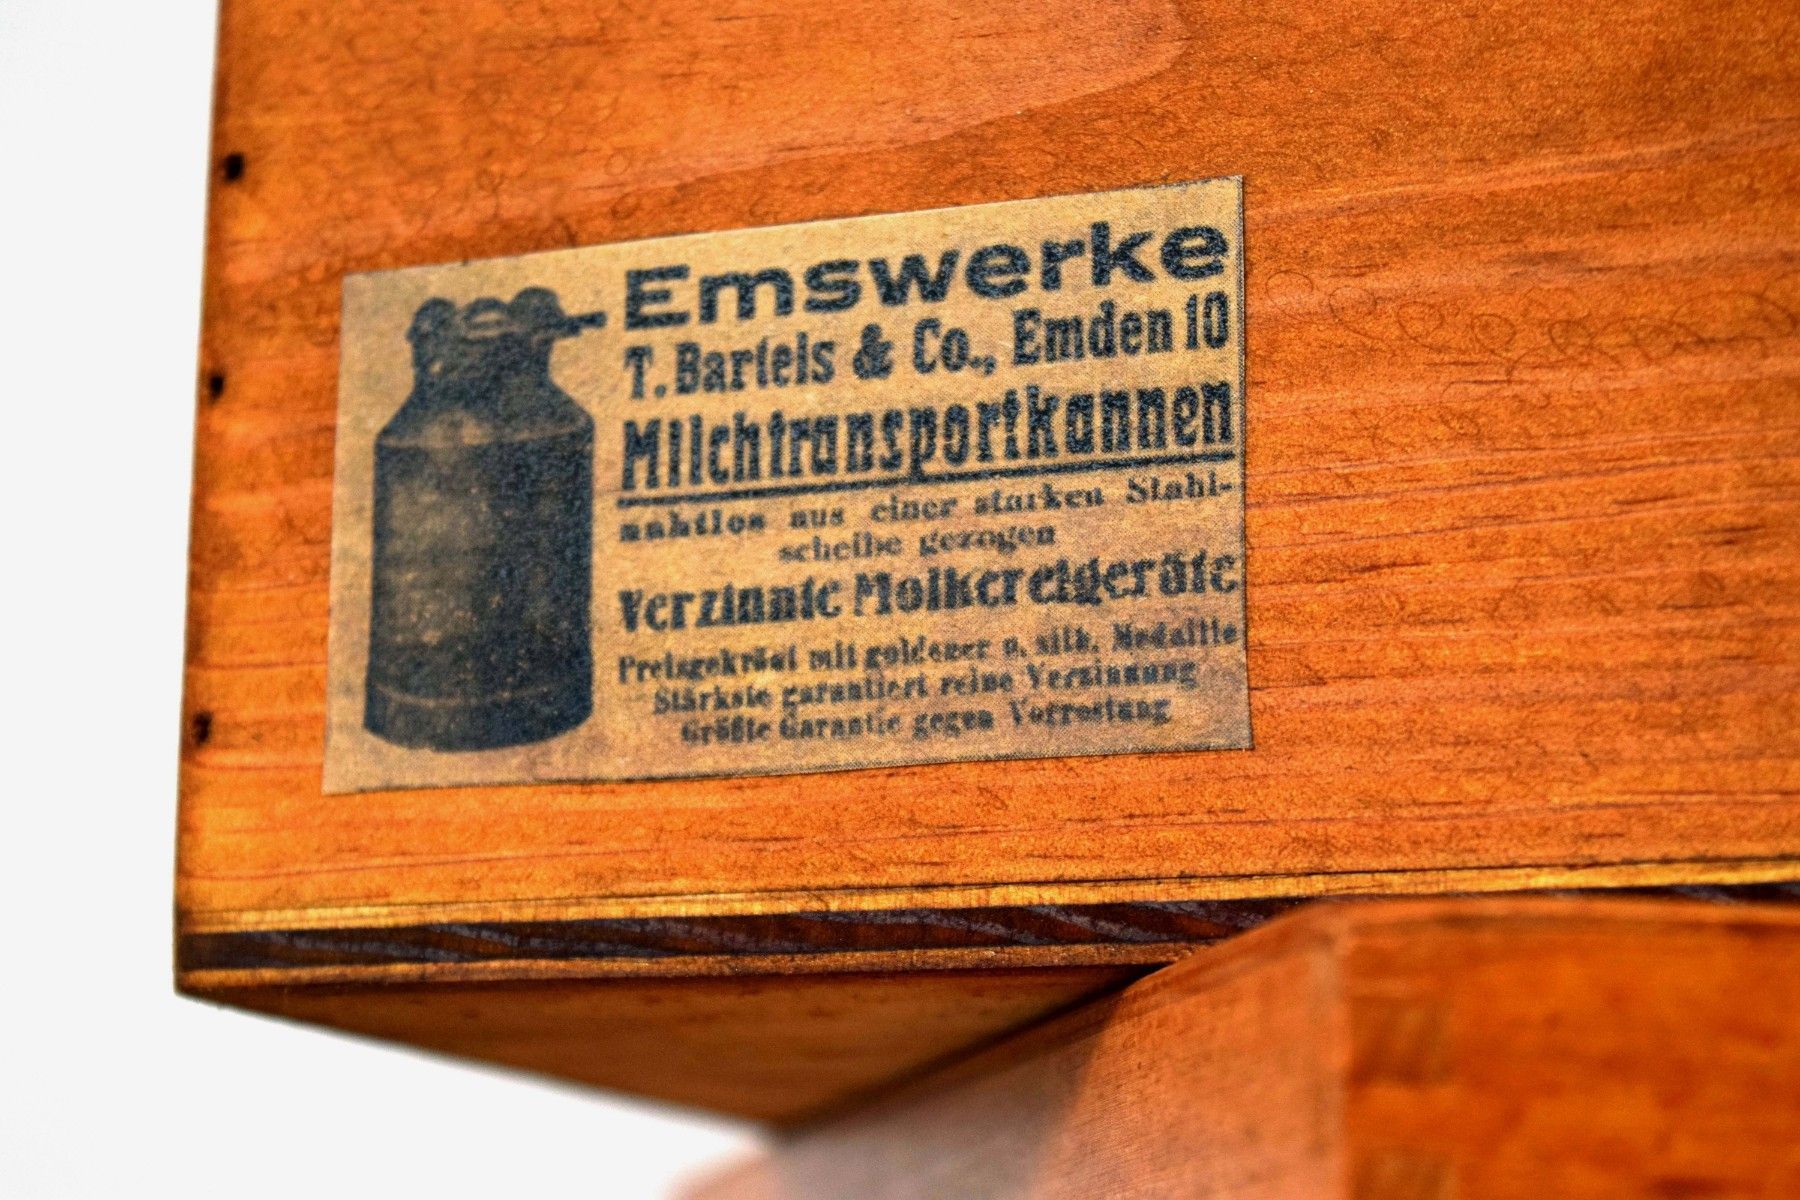 Emswerke
T. Bartels & Co., Emden 10
Milchtransportkannen
nahtlos aus einer starken Stahl-
scheibe gezogen
Verzinnte Molkereigeräte
Preisgekrönt mit goldener u. silb. Medaille
Stärkste garantiert reine Verzinnung
Größte Garantie gegen Verrostung